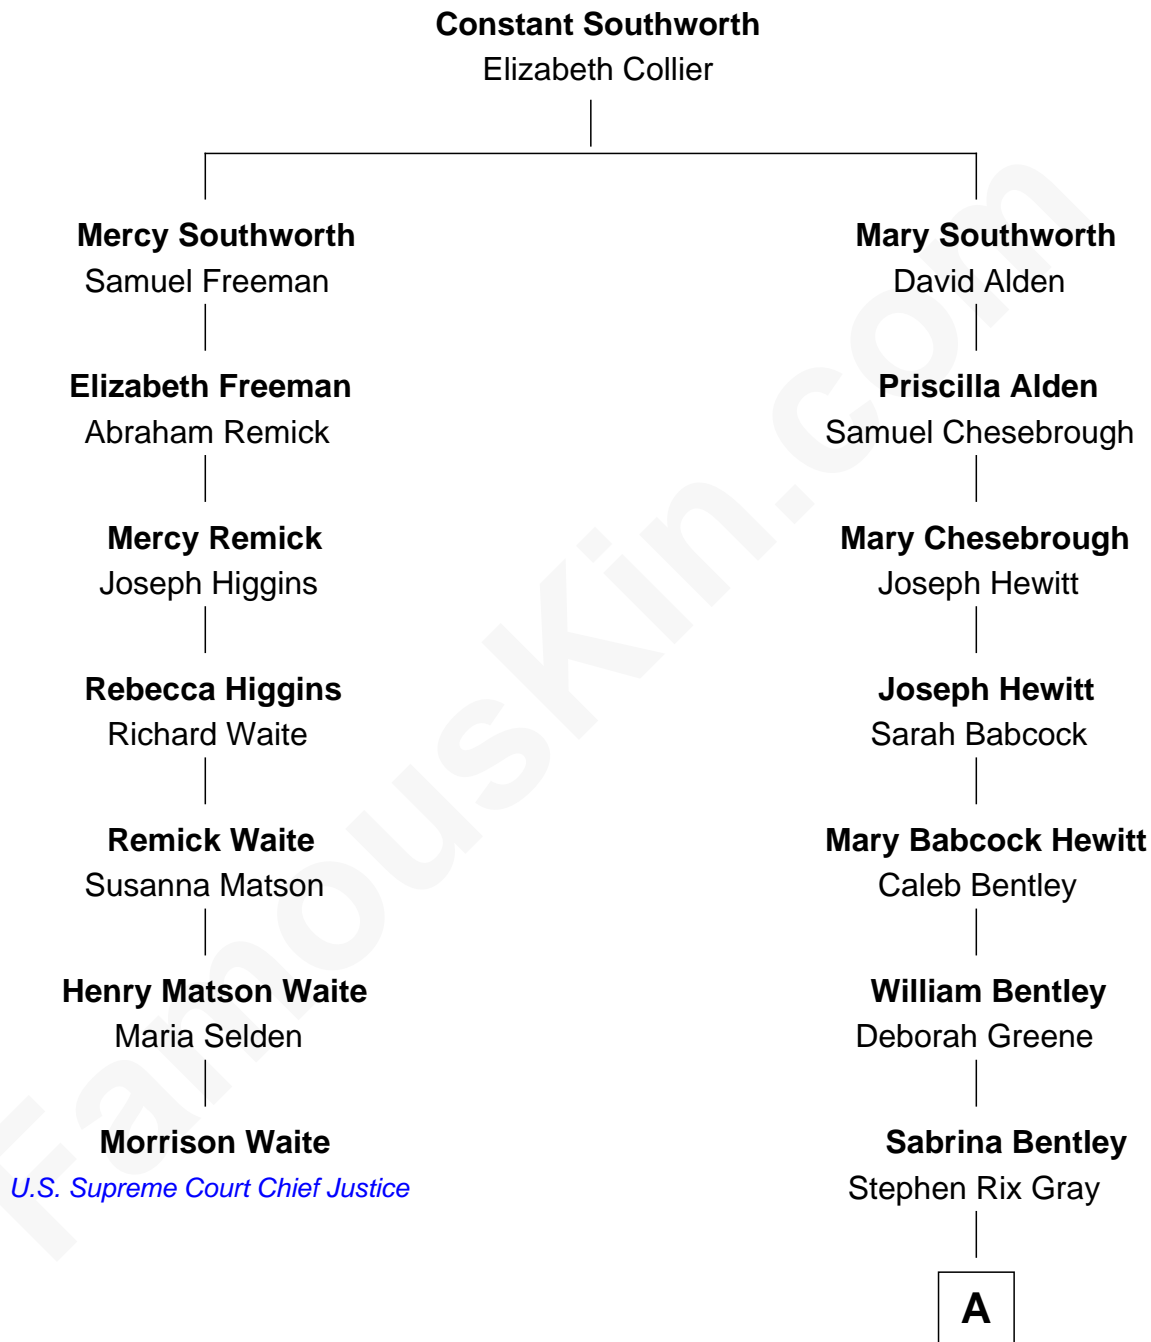 Constant Southworth
Elizabeth Collier
Mercy Southworth
Samuel Freeman
Mary Southworth
David Alden
Elizabeth Freeman
Abraham Remick
Priscilla Alden
Samuel Chesebrough
Mercy Remick
Joseph Higgins
Mary Chesebrough
Joseph Hewitt
Rebecca Higgins
Richard Waite
Joseph Hewitt
Sarah Babcock
Remick Waite
Susanna Matson
Mary Babcock Hewitt
Caleb Bentley
Henry Matson Waite
Maria Selden
William Bentley
Deborah Greene
Morrison Waite
U.S. Supreme Court Chief Justice
Sabrina Bentley
Stephen Rix Gray
A
FamousKin.com